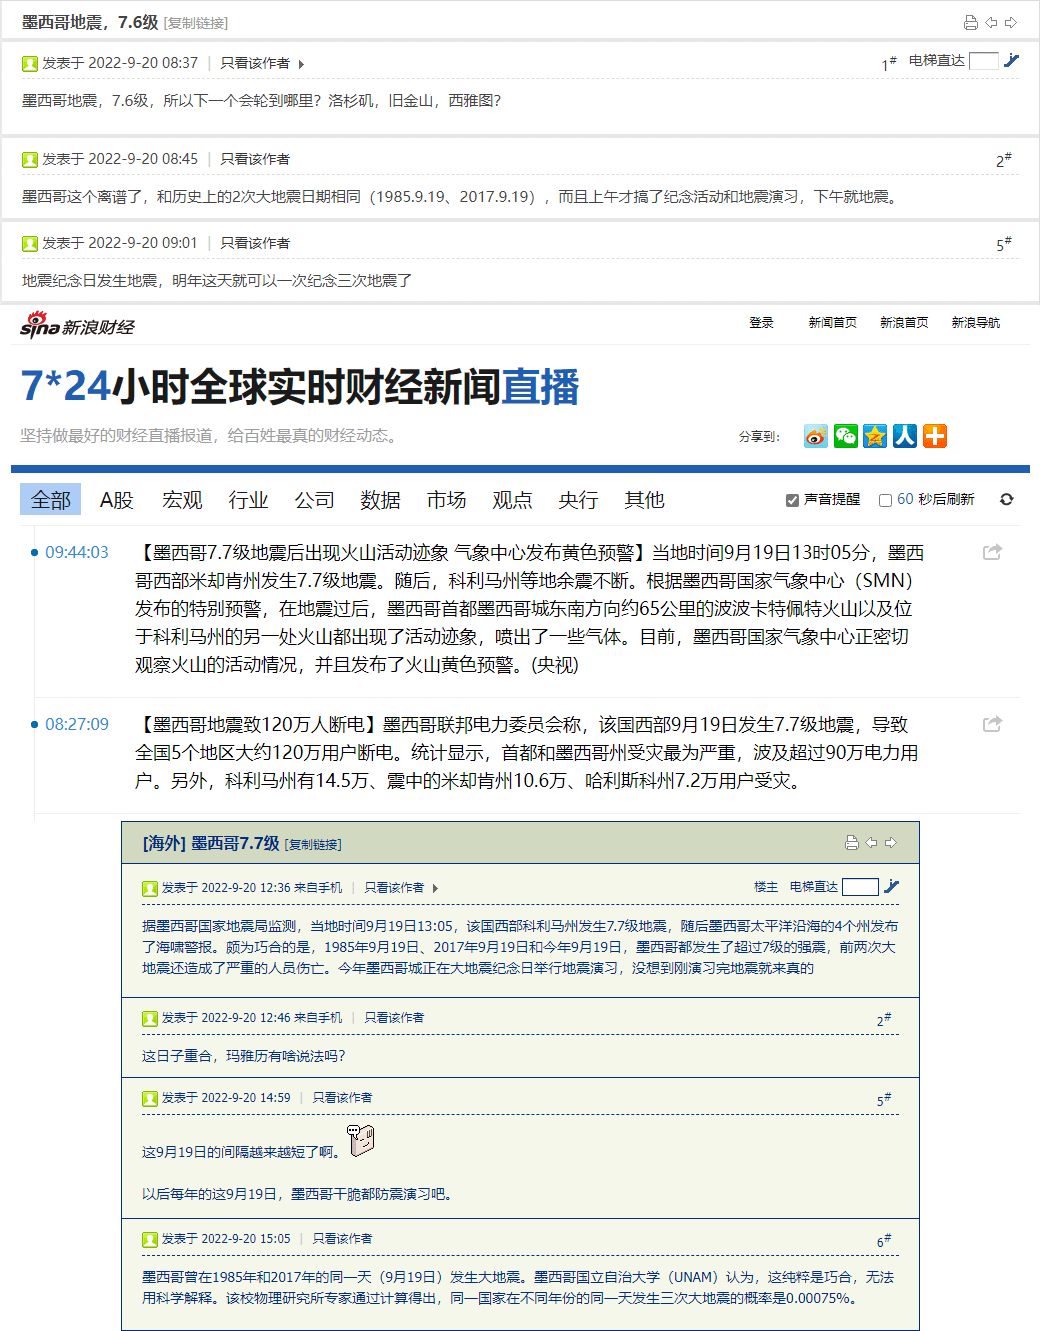 墨西哥地震，7.6级 [复制链接]
发表于 2022-9-20 08:37 | 只看该作者
1# 电梯直达
墨西哥地震，7.6级，所以下一个会轮到哪里？洛杉矶，旧金山，西雅图？
发表于 2022-9-20 08:45 | 只看该作者
2#
墨西哥这个离谱了，和历史上的2次大地震日期相同（1985.9.19、2017.9.19），而且上午才搞了纪念活动和地震演习，下午就地震。
发表于 2022-9-20 09:01 | 只看该作者
5#
地震纪念日发生地震，明年这天就可以一次纪念三次地震了
sina 新浪财经
登录 新闻首页 新浪首页 新浪导航
7*24小时全球实时财经新闻直播
坚持做最好的财经直播报道，给百姓最真的财经动态。
分享到：
全部 A股 宏观 行业 公司 数据 市场 观点 央行 其他
声音提醒 60 秒后刷新
09:44:03 【墨西哥7.7级地震后出现火山活动迹象 气象中心发布黄色预警】当地时间9月19日13时05分，墨西
哥西部米却肯州发生7.7级地震。随后，科利马州等地余震不断。根据墨西哥国家气象中心（SMN）
发布的特别预警，在地震过后，墨西哥首都墨西哥城东南方向约65公里的波波卡特佩特火山以及位
于科利马州的另一处火山都出现了活动迹象，喷出了一些气体。目前，墨西哥国家气象中心正密切
观察火山的活动情况，并且发布了火山黄色预警。(央视)
08:27:09 【墨西哥地震致120万人断电】墨西哥联邦电力委员会称，该国西部9月19日发生7.7级地震，导致
全国5个地区大约120万用户断电。统计显示，首都和墨西哥州受灾最为严重，波及超过90万电力用
户。另外，科利马州有14.5万、震中的米却肯州10.6万、哈利斯科州7.2万用户受灾。
[海外] 墨西哥7.7级 [复制链接]
发表于 2022-9-20 12:36 来自手机 | 只看该作者
楼主 电梯直达
据墨西哥国家地震局监测，当地时间9月19日13:05，该国西部科利马州发生7.7级地震，随后墨西哥太平洋沿海的4个州发布
了海啸警报。颇为巧合的是，1985年9月19日、2017年9月19日和今年9月19日，墨西哥都发生了超过7级的强震，前两次大
地震还造成了严重的人员伤亡。今年墨西哥城正在大地震纪念日举行地震演习，没想到刚演习完地震就来真的
发表于 2022-9-20 12:46 来自手机 | 只看该作者
2#
这日子重合，玛雅历有啥说法吗？
发表于 2022-9-20 14:59 | 只看该作者
5#
这9月19日的间隔越来越短了啊。
以后每年的这9月19日，墨西哥干脆都防震演习吧。
发表于 2022-9-20 15:05 | 只看该作者
6#
墨西哥曾在1985年和2017年的同一天（9月19日）发生大地震。墨西哥国立自治大学（UNAM）认为，这纯粹是巧合，无法
用科学解释。该校物理研究所专家通过计算得出，同一国家在不同年份的同一天发生三次大地震的概率是0.00075%。